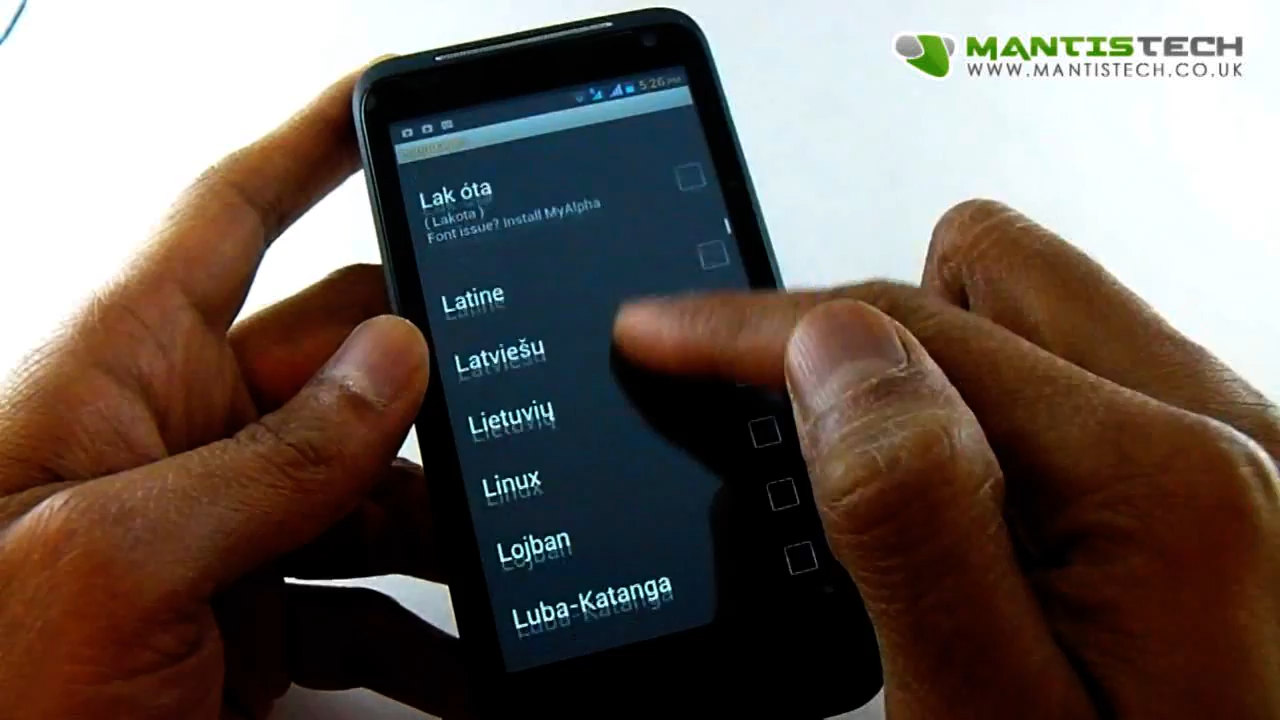 MANTISTECH
WWW.MANTISTECH.CO.UK
5:26 PM
Lak óta
( Lakota )
Font issue? Install MyAlpha
Latine
Latviešu
Lietuvių
Linux
Lojban
Luba-Katanga